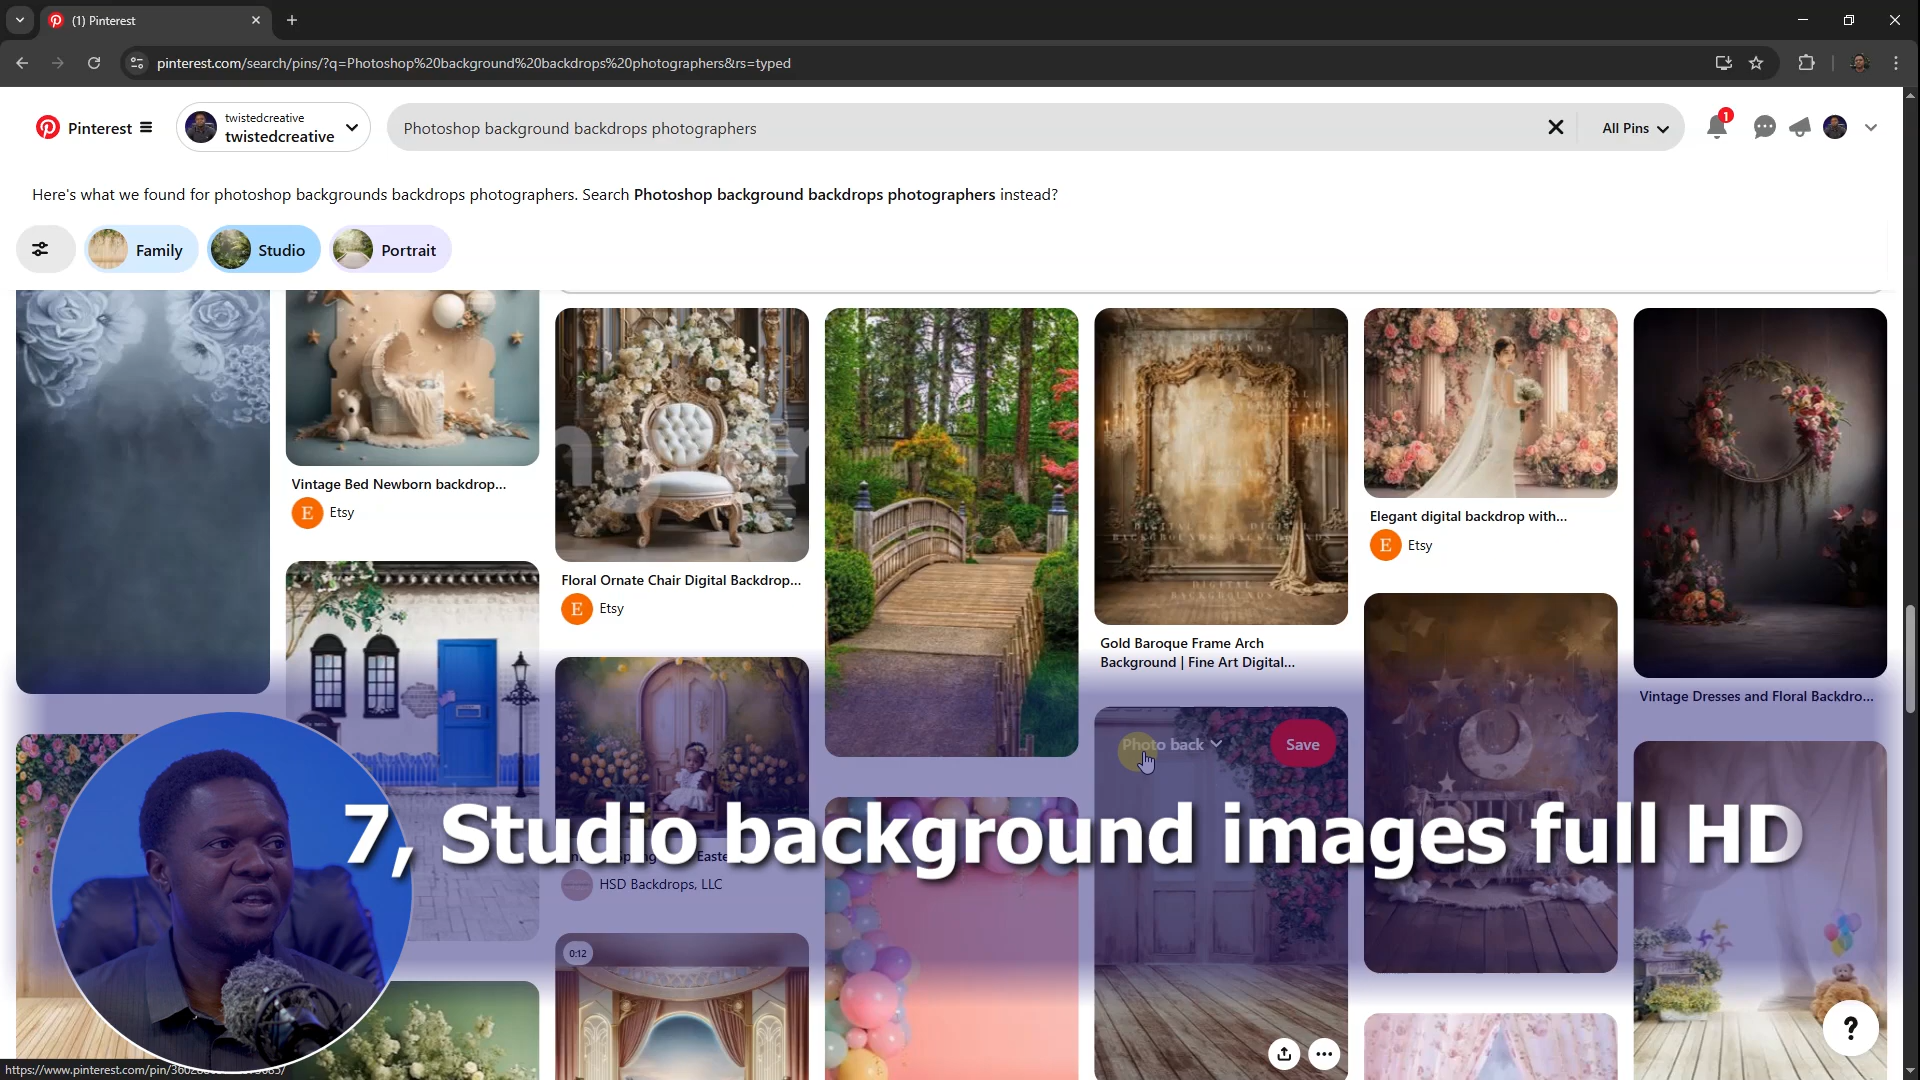 (1) Pinterest
pinterest.com/search/pins/?q=Photoshop%20background%20backdrops%20photographers&rs=typed
Pinterest
twistedcreative
twistedcreative
Photoshop background backdrops photographers
All Pins
1
Here's what we found for photoshop backgrounds backdrops photographers. Search Photoshop background backdrops photographers instead?
Family
Studio
Portrait
Vintage Bed Newborn backdrop...
E Etsy
Floral Ornate Chair Digital Backdrop...
E Etsy
DIGITAL
BACKGROUNDS
Gold Baroque Frame Arch
Background | Fine Art Digital...
Elegant digital backdrop with...
E Etsy
Vintage Dresses and Floral Backdro...
Photo back
Save
7, Studio background images full HD
HSD Backdrops, LLC
0:12
?